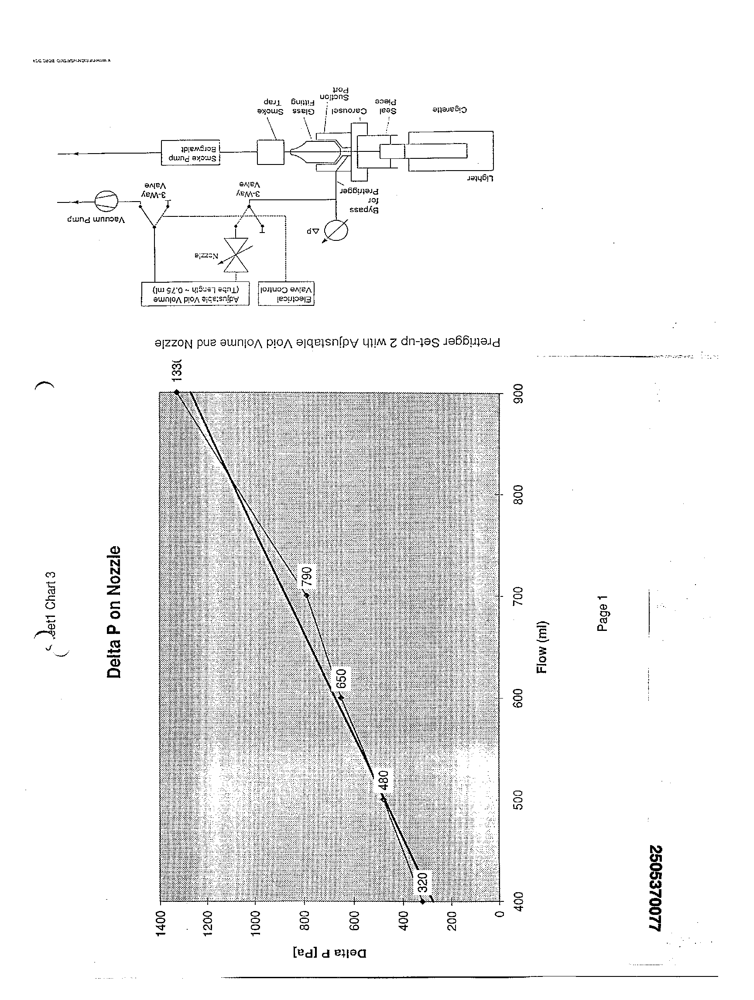 Sheet1 Chart 3
Delta P on Nozzle
Delta P [Pa]
1400
1200
1000
800
600
400
200
0
320
480
650
790
400
500
600
700
800
900
Flow (ml)
Page 1
2505370077
Pretrigger Set-up 2 with Adjustable Void Volume and Nozzle
Electrical
Valve Control
Adjustable Void Volume
(Tube Length ~ 0.75 ml)
Nozzle
Δ P
Bypass
for
Pretrigger
3-Way
Valve
3-Way
Valve
Vacuum Pump
Smoke Pump
Borgwaldt
Lighter
Cigarette
Seal
Piece
Carousel
Suction
Port
Glass
Fitting
Smoke
Trap